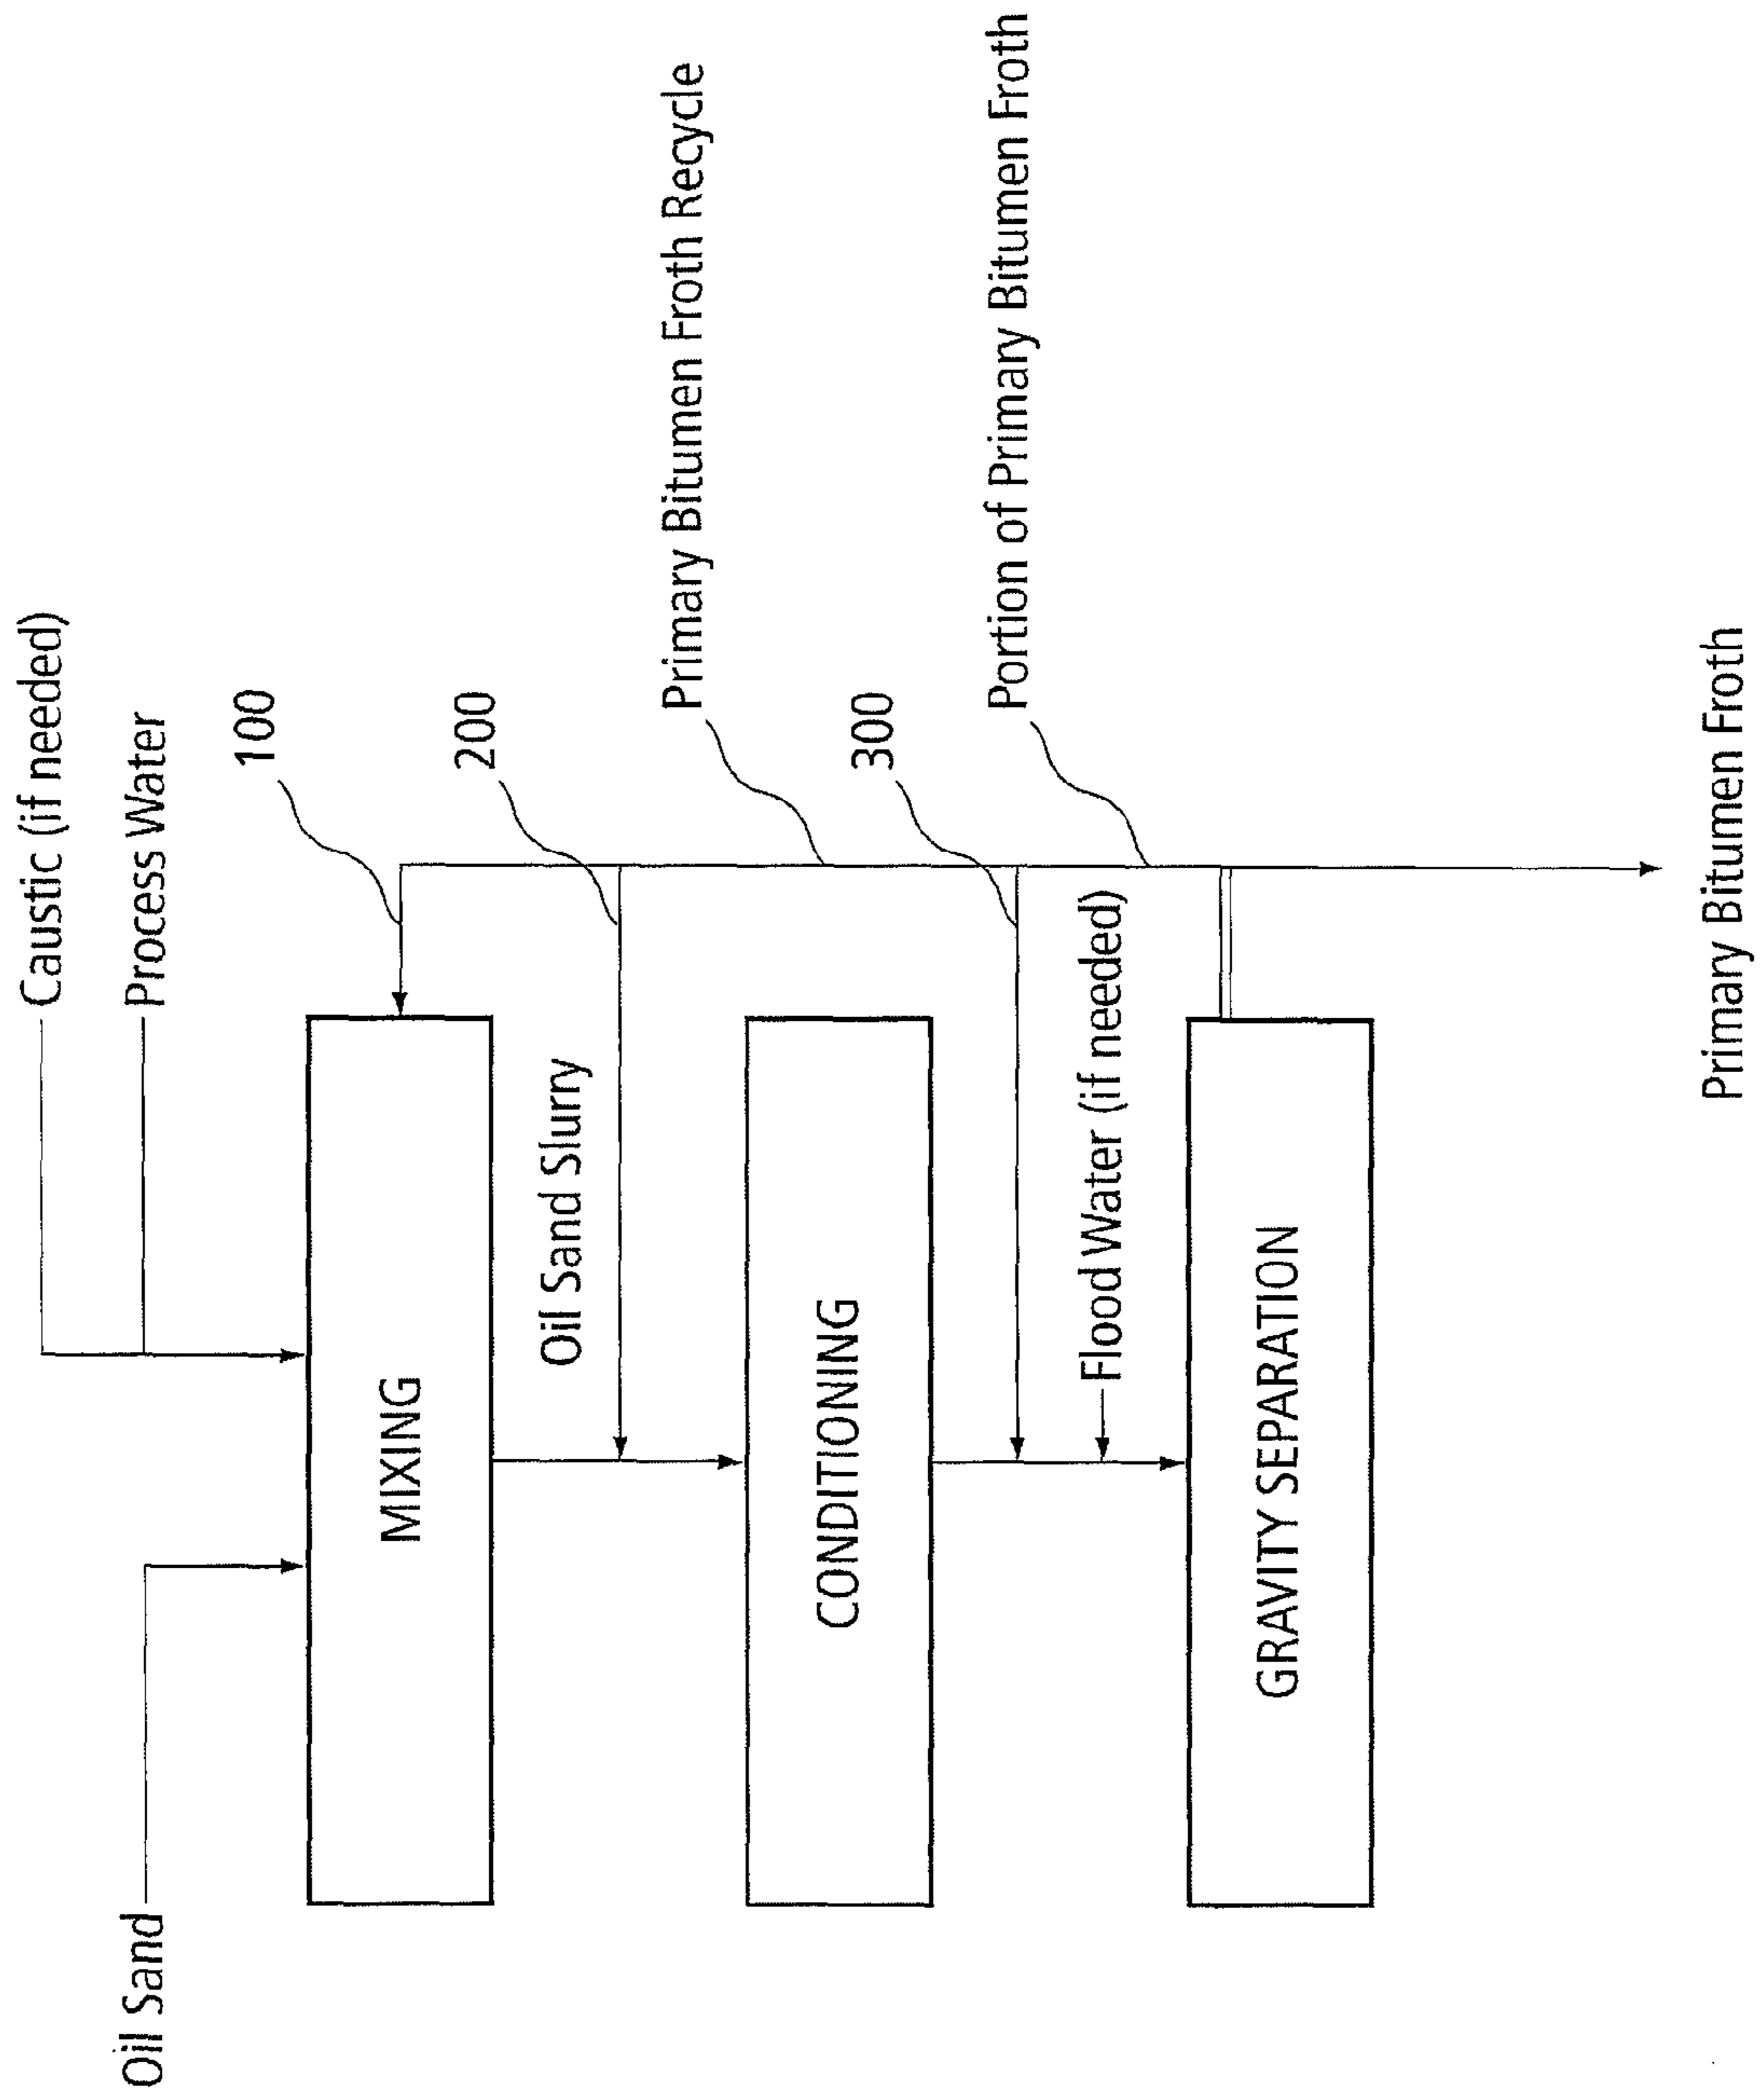 Caustic (if needed)
Process Water
Oil Sand
100
MIXING
200
Oil Sand Slurry
Primary Bitumen Froth Recycle
CONDITIONING
300
Flood Water (if needed)
Portion of Primary Bitumen Froth
GRAVITY SEPARATION
Primary Bitumen Froth